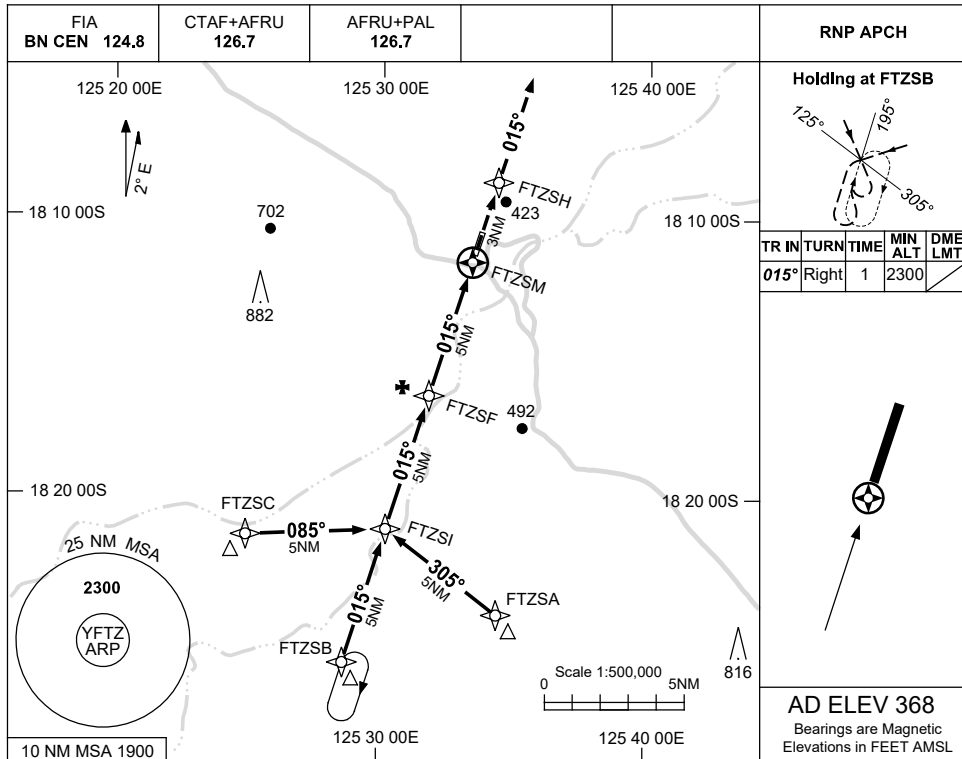 FIA
BN CEN 124.8
CTAF+AFRU
126.7
AFRU+PAL
126.7
RNP APCH
125 20 00E
125 30 00E
125 40 00E
2° E
015°
FTZSH
423
3NM
18 10 00S
18 10 00S
702
882
FTZSM
015°
5NM
FTZSF
492
015°
5NM
18 20 00S
18 20 00S
FTZSC
085°
5NM
FTZSI
305°
5NM
FTZSA
25 NM MSA
2300
YFTZ
ARP
015°
5NM
FTZSB
Scale 1:500,000
0
5NM
816
10 NM MSA 1900
125 30 00E
125 40 00E
Holding at FTZSB
125°
195°
305°
TR IN TURN TIME MIN ALT DME LMT
015° Right 1 2300
AD ELEV 368
Bearings are Magnetic
Elevations in FEET AMSL